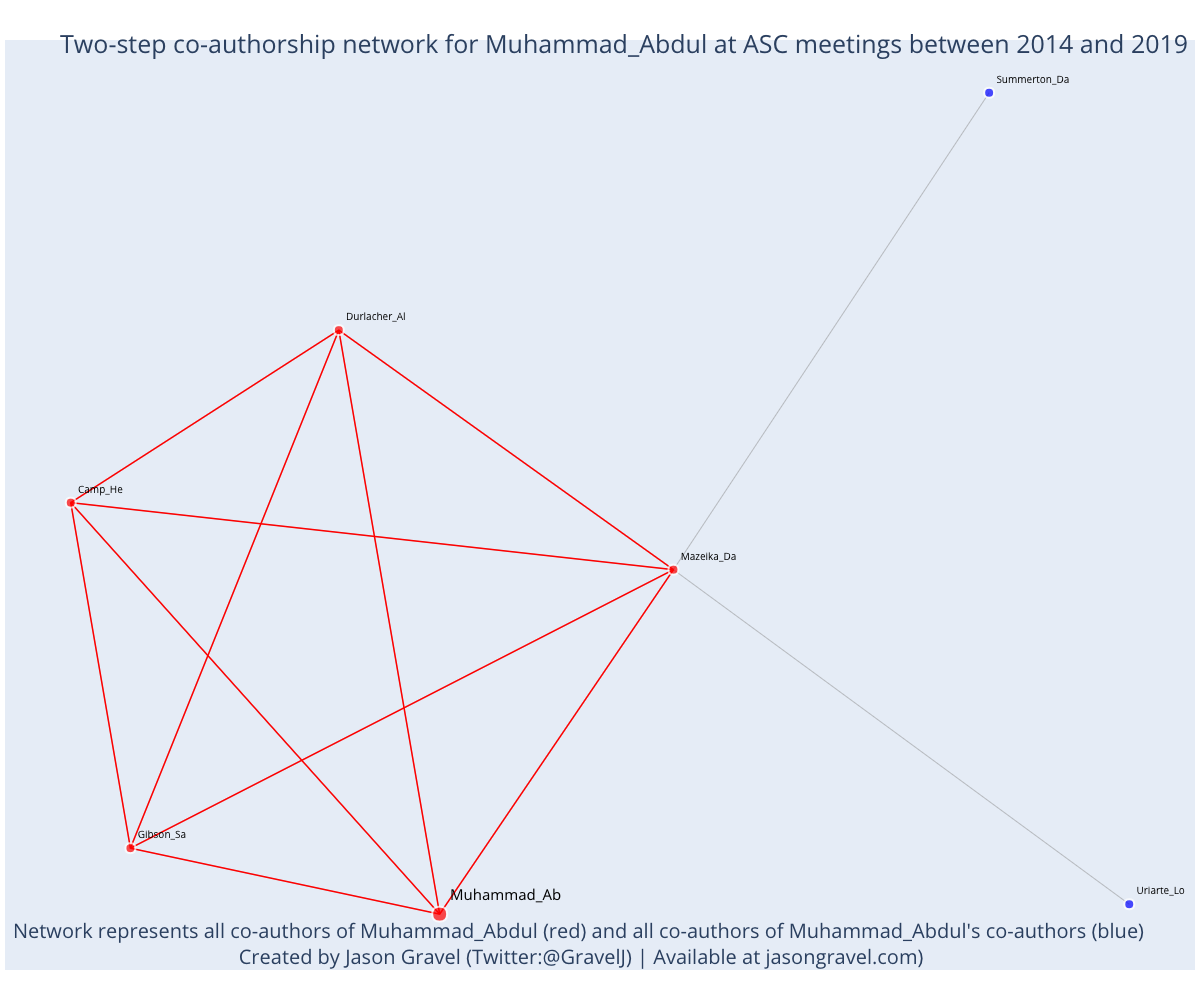 Two-step co-authorship network for Muhammad_Abdul at ASC meetings between 2014 and 2019
Summerton_Da
Durlacher_Al
Camp_He
Mazeika_Da
Gibson_Sa
Muhammad_Ab
Uriarte_Lo
Network represents all co-authors of Muhammad_Abdul (red) and all co-authors of Muhammad_Abdul's co-authors (blue)
Created by Jason Gravel (Twitter:@GravelJ) | Available at jasongravel.com)